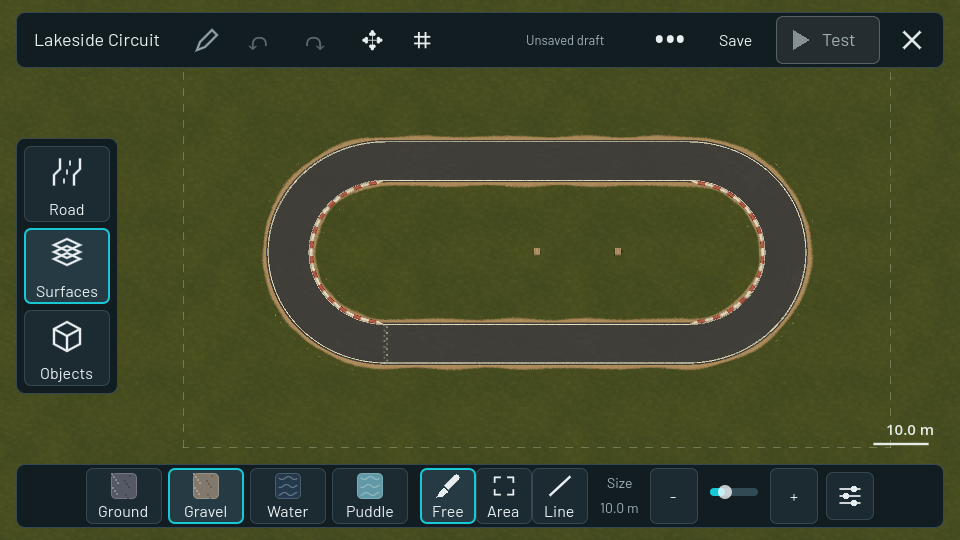 Lakeside Circuit
Unsaved draft
Save
Test
Road
Surfaces
Objects
10.0 m
Ground
Gravel
Water
Puddle
Free
Area
Line
Size
10.0 m
-
+